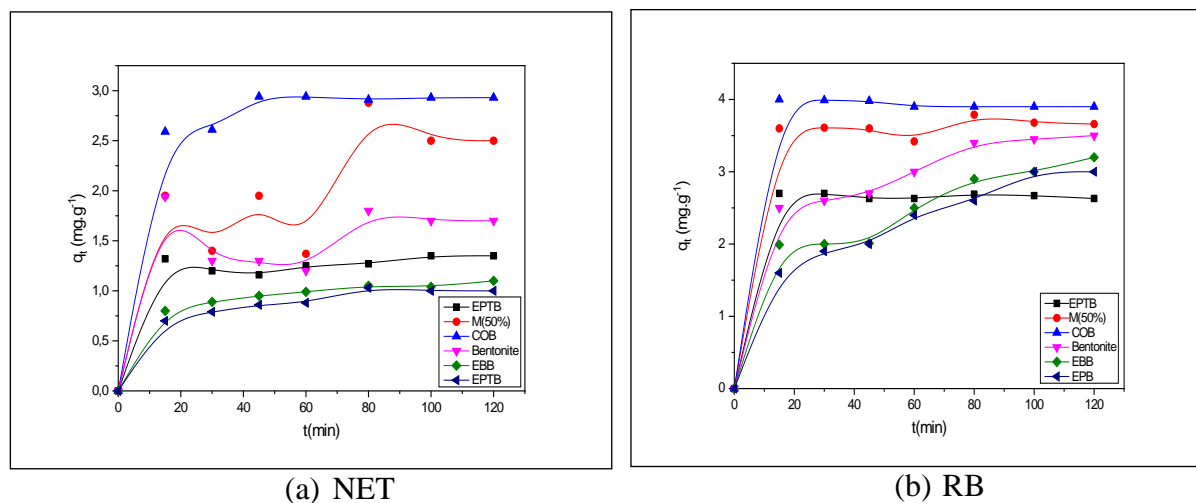 3,0
2,5
2,0
1,5
1,0
0,5
0,0
qt (mg.g-1)
0 20 40 60 80 100 120
t(min)
EPTB
M(50%)
COB
Bentonite
EBB
EPTB
(a) NET
4
3
2
1
0
qt (mg.g-1)
0 20 40 60 80 100 120
t(min)
EPTB
M(50%)
COB
Bentonite
EBB
EPB
(b) RB